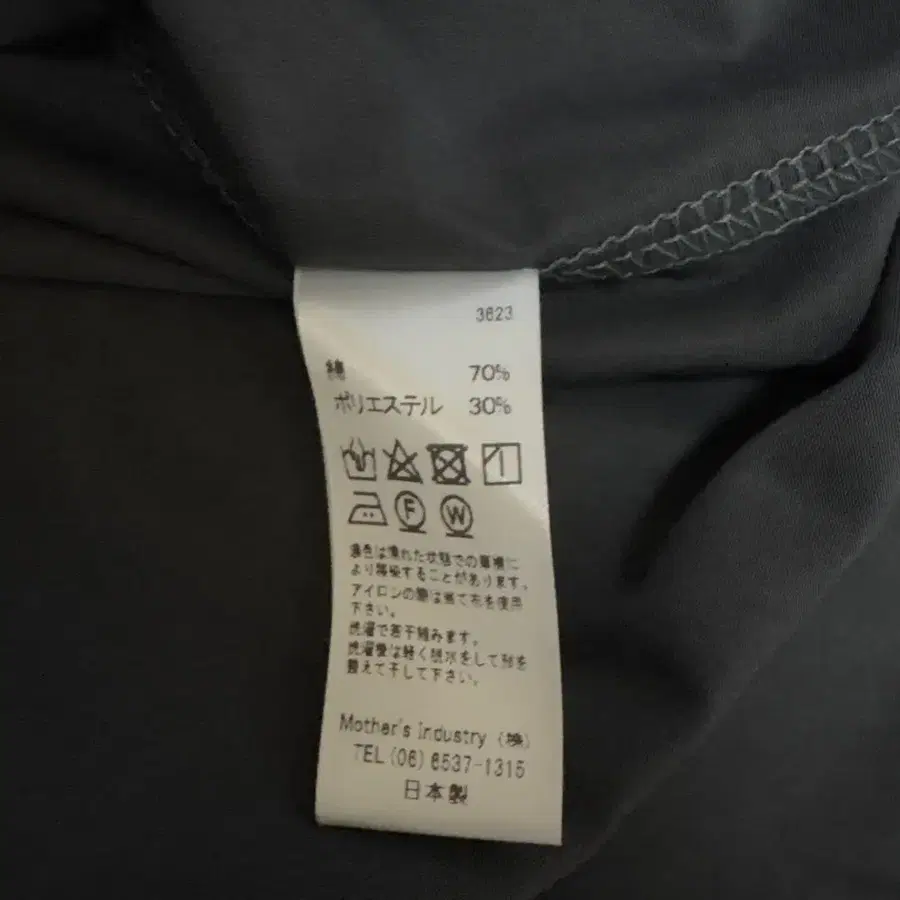 3623
綿 70%
ポリエステル 30%
F W
濃色は濡れた状態での摩擦に
より移染することがあります。
アイロンの際は当て布を使用
下さい。
洗濯で若干縮みます。
洗濯後は軽く脱水をして形を
整えて干して下さい。
Mother's Industry (株)
TEL (06) 6537-1315
日本製